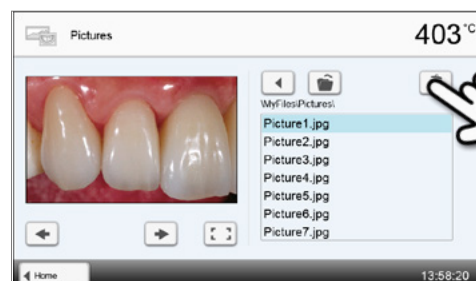 Pictures
403 °C
\MyFiles\Pictures\
Picture1.jpg
Picture2.jpg
Picture3.jpg
Picture4.jpg
Picture5.jpg
Picture6.jpg
Picture7.jpg
Home
13:58:20